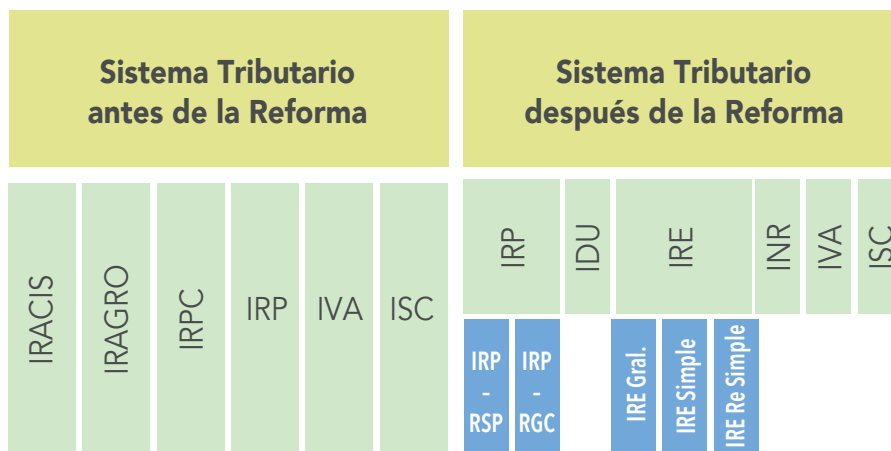 Sistema Tributario
antes de la Reforma
Sistema Tributario
después de la Reforma
IRACIS
IRAGRO
IRPC
IRP
IVA
ISC
IRP
IDU
IRE
INR
IVA
ISC
IRP
-
RSP
IRP
-
RGC
IRE Gral.
IRE Simple
IRE Re Simple